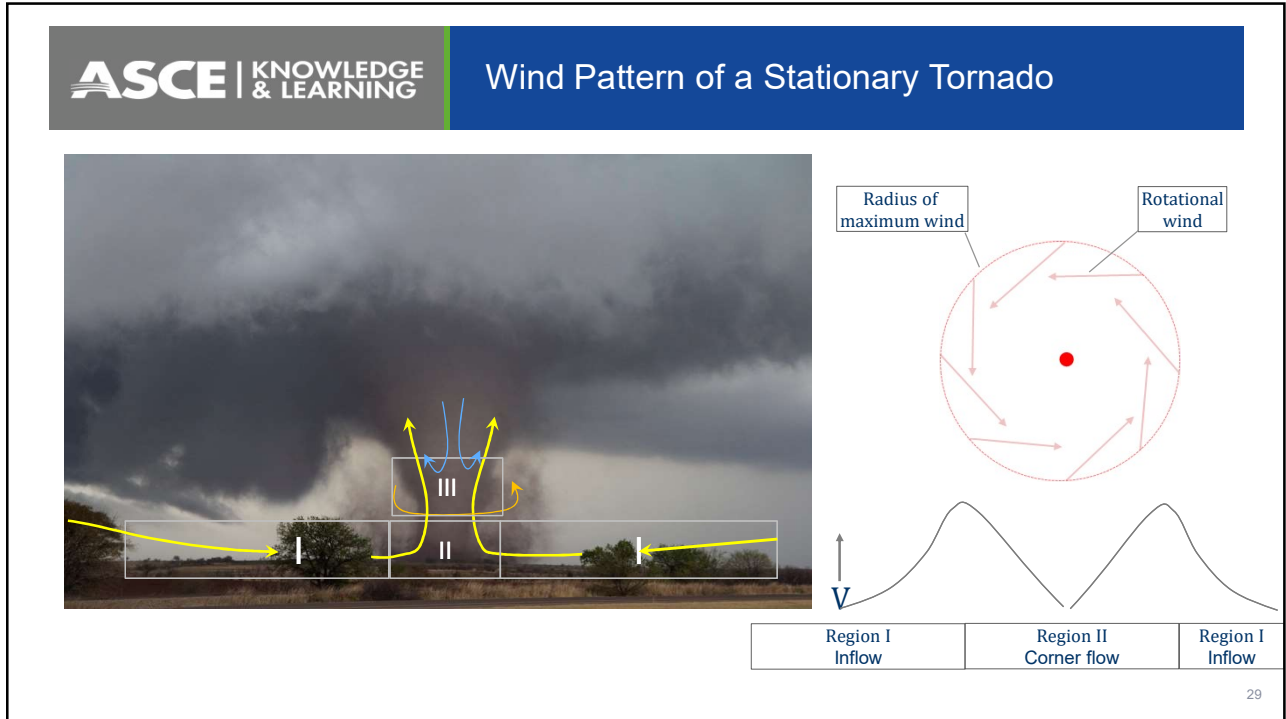 ASCE | KNOWLEDGE
& LEARNING
Wind Pattern of a Stationary Tornado
Radius of
maximum wind
Rotational
wind
III
I
II
I
V
Region I
Inflow
Region II
Corner flow
Region I
Inflow
29